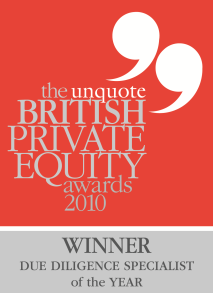 the unquote
BRITISH
PRIVATE
EQUITY
awards
2010
WINNER
DUE DILIGENCE SPECIALIST
of the YEAR